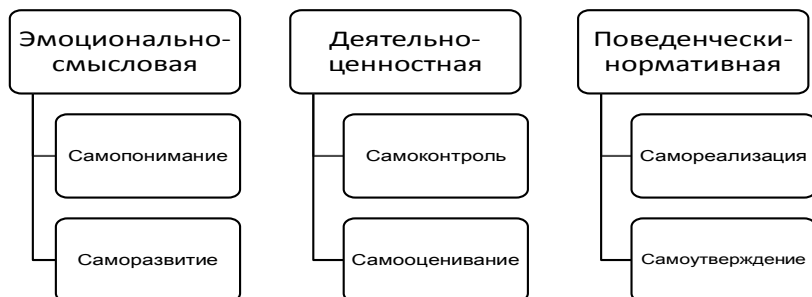 Эмоционально-
смысловая
Самопонимание
Саморазвитие
Деятельно-
ценностная
Самоконтроль
Самооценивание
Поведенчески-
нормативная
Самореализация
Самоутверждение